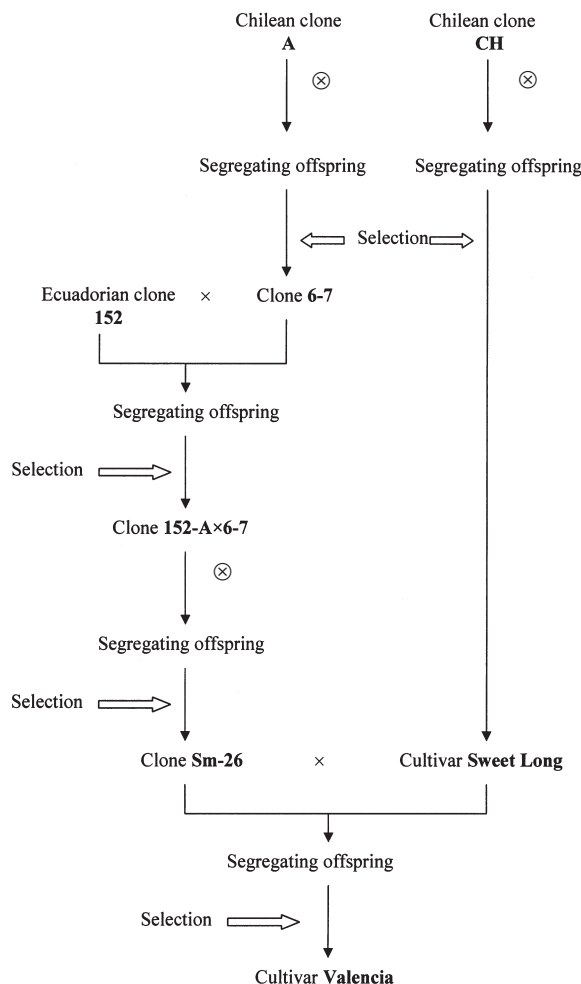 Chilean clone
A
Chilean clone
CH
⊗
⊗
Segregating offspring
Segregating offspring
Selection
Ecuadorian clone
152
×
Clone 6-7
Segregating offspring
Selection
Clone 152-A×6-7
⊗
Segregating offspring
Selection
Clone Sm-26 × Cultivar Sweet Long
Segregating offspring
Selection
Cultivar Valencia